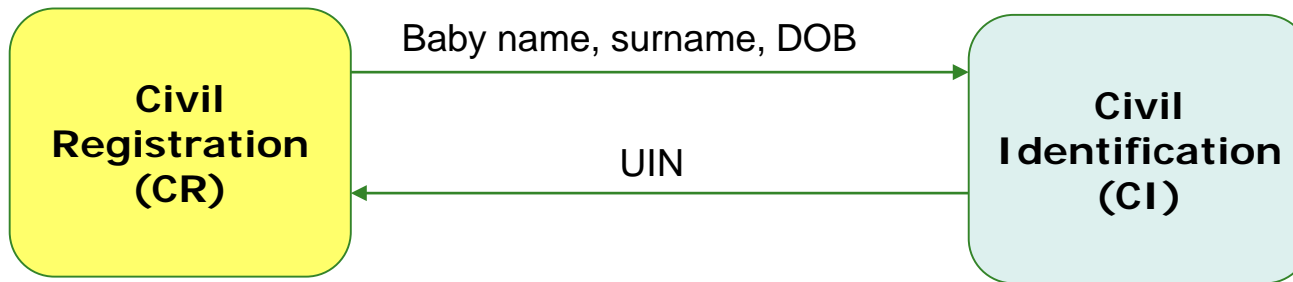 Baby name, surname, DOB
Civil
Registration
(CR)
UIN
Civil
Identification
(CI)